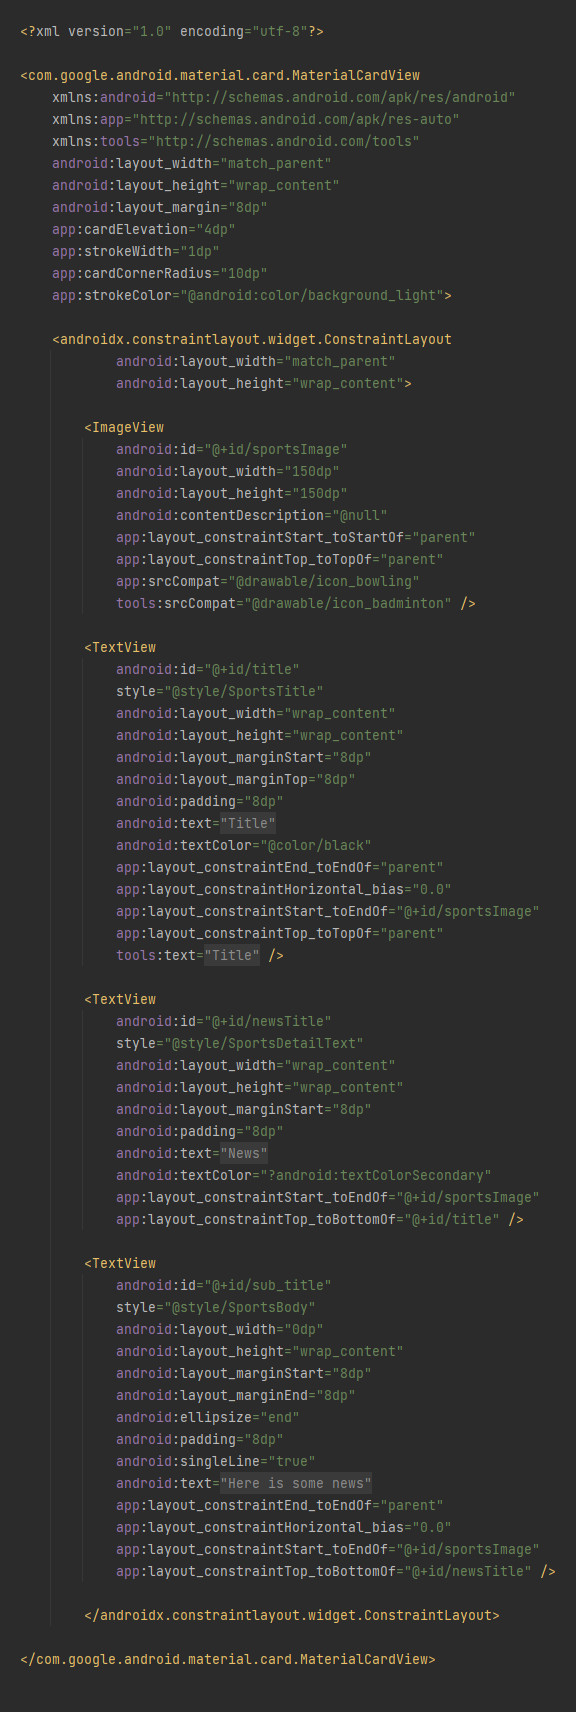 <?xml version="1.0" encoding="utf-8"?>
<com.google.android.material.card.MaterialCardView
xmlns:android="http://schemas.android.com/apk/res/android"
xmlns:app="http://schemas.android.com/apk/res-auto"
xmlns:tools="http://schemas.android.com/tools"
android:layout_width="match_parent"
android:layout_height="wrap_content"
android:layout_margin="8dp"
app:cardElevation="4dp"
app:strokeWidth="1dp"
app:cardCornerRadius="10dp"
app:strokeColor="@android:color/background_light">
<androidx.constraintlayout.widget.ConstraintLayout
android:layout_width="match_parent"
android:layout_height="wrap_content">
<ImageView
android:id="@+id/sportsImage"
android:layout_width="150dp"
android:layout_height="150dp"
android:contentDescription="@null"
app:layout_constraintStart_toStartOf="parent"
app:layout_constraintTop_toTopOf="parent"
app:srcCompat="@drawable/icon_bowling"
tools:srcCompat="@drawable/icon_badminton" />
<TextView
android:id="@+id/title"
style="@style/SportsTitle"
android:layout_width="wrap_content"
android:layout_height="wrap_content"
android:layout_marginStart="8dp"
android:layout_marginTop="8dp"
android:padding="8dp"
android:text="Title"
android:textColor="@color/black"
app:layout_constraintEnd_toEndOf="parent"
app:layout_constraintHorizontal_bias="0.0"
app:layout_constraintStart_toEndOf="@+id/sportsImage"
app:layout_constraintTop_toTopOf="parent"
tools:text="Title" />
<TextView
android:id="@+id/newsTitle"
style="@style/SportsDetailText"
android:layout_width="wrap_content"
android:layout_height="wrap_content"
android:layout_marginStart="8dp"
android:padding="8dp"
android:text="News"
android:textColor="?android:textColorSecondary"
app:layout_constraintStart_toEndOf="@+id/sportsImage"
app:layout_constraintTop_toBottomOf="@+id/title" />
<TextView
android:id="@+id/sub_title"
style="@style/SportsBody"
android:layout_width="0dp"
android:layout_height="wrap_content"
android:layout_marginStart="8dp"
android:layout_marginEnd="8dp"
android:ellipsize="end"
android:padding="8dp"
android:singleLine="true"
android:text="Here is some news"
app:layout_constraintEnd_toEndOf="parent"
app:layout_constraintHorizontal_bias="0.0"
app:layout_constraintStart_toEndOf="@+id/sportsImage"
app:layout_constraintTop_toBottomOf="@+id/newsTitle" />
</androidx.constraintlayout.widget.ConstraintLayout>
</com.google.android.material.card.MaterialCardView>